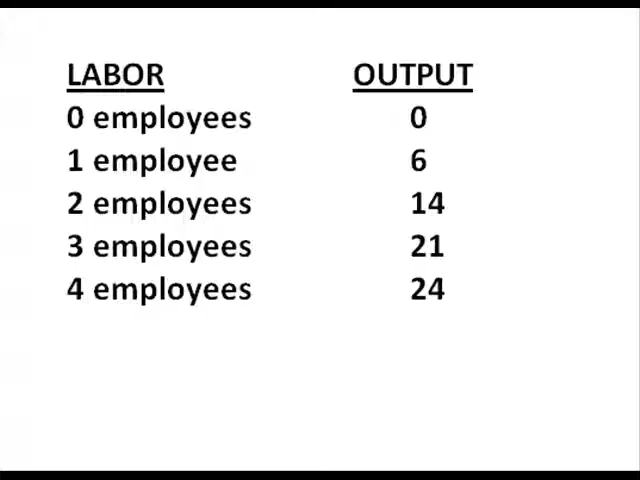 LABOR OUTPUT
0 employees 0
1 employee 6
2 employees 14
3 employees 21
4 employees 24